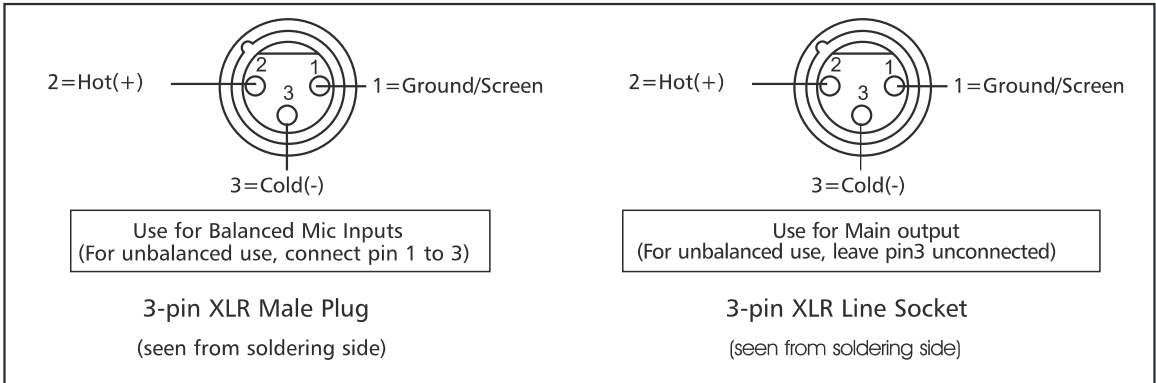 2
1
3
2=Hot(+)
1=Ground/Screen
3=Cold(-)
Use for Balanced Mic Inputs
(For unbalanced use, connect pin 1 to 3)
3-pin XLR Male Plug
(seen from soldering side)
2
1
3
2=Hot(+)
1=Ground/Screen
3=Cold(-)
Use for Main output
(For unbalanced use, leave pin3 unconnected)
3-pin XLR Line Socket
(seen from soldering side)